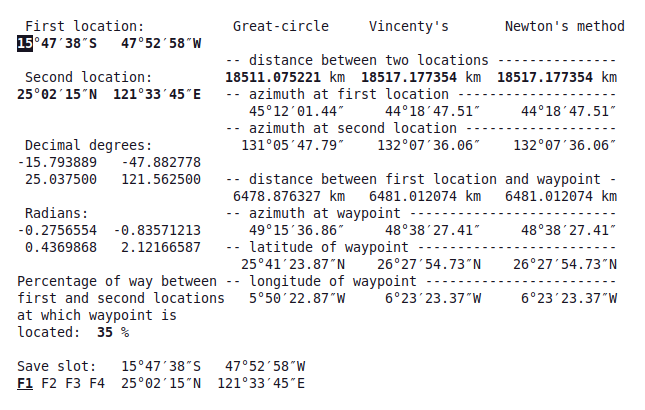 First location: Great-circle Vincenty's Newton's method
15°47′38″S 47°52′58″W
-- distance between two locations ---------------
Second location: 18511.075221 km 18517.177354 km 18517.177354 km
25°02′15″N 121°33′45″E -- azimuth at first location --------------------
45°12′01.44″ 44°18′47.51″ 44°18′47.51″
-- azimuth at second location -------------------
Decimal degrees: 131°05′47.79″ 132°07′36.06″ 132°07′36.06″
-15.793889 -47.882778
25.037500 121.562500 -- distance between first location and waypoint -
6478.876327 km 6481.012074 km 6481.012074 km
Radians: -- azimuth at waypoint --------------------------
-0.2756554 -0.83571213 49°15′36.86″ 48°38′27.41″ 48°38′27.41″
0.4369868 2.12166587 -- latitude of waypoint -------------------------
25°41′23.87″N 26°27′54.73″N 26°27′54.73″N
Percentage of way between -- longitude of waypoint ------------------------
first and second locations 5°50′22.87″W 6°23′23.37″W 6°23′23.37″W
at which waypoint is
located: 35 %
Save slot: 15°47′38″S 47°52′58″W
F1 F2 F3 F4 25°02′15″N 121°33′45″E